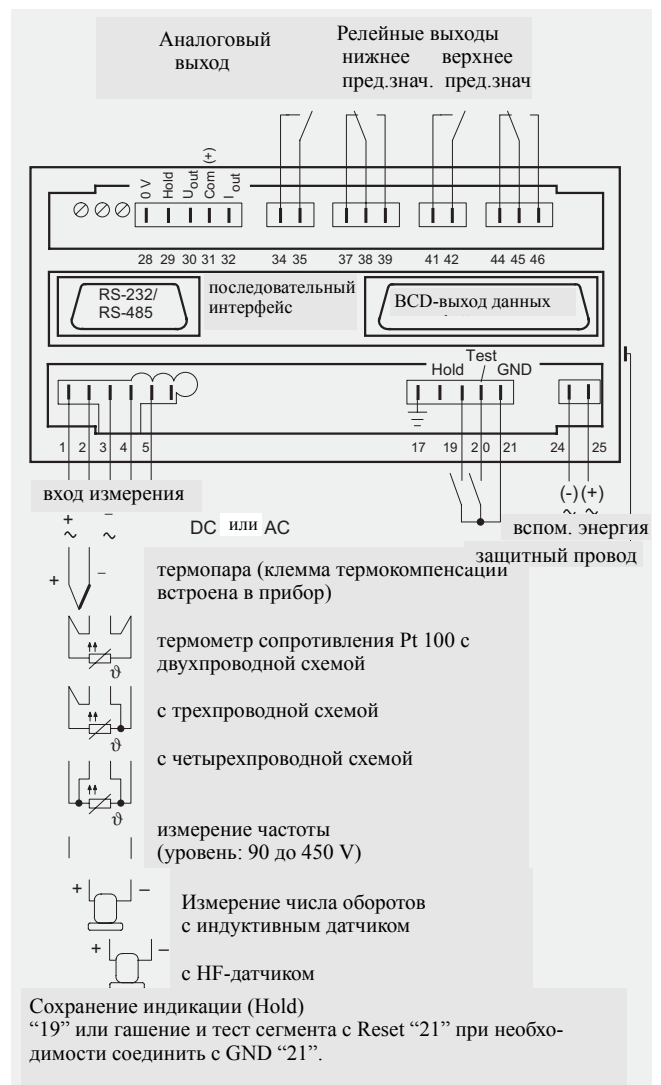 Аналоговый
выход
Релейные выходы
нижнее верхнее
пред.знач. пред.знач
0 V
Hold
Uout
Com (+)
I out
28 29 30 31 32 34 35 37 38 39 41 42 44 45 46
RS-232/
RS-485
последовательный
интерфейс
BCD-выход данных
Test
Hold GND
1 2 3 4 5 17 19 2 0 21 24 25
вход измерения
(-) (+)
+ –
~ ~
~ ~
DC или AC
вспом. энергия
защитный провод
+ –
термопара (клемма термокомпенсации
встроена в прибор)
термометр сопротивления Pt 100 с
двухпроводной схемой
ϑ
с трехпроводной схемой
ϑ
с четырехпроводной схемой
ϑ
измерение частоты
(уровень: 90 до 450 V)
+ –
Измерение числа оборотов
с индуктивным датчиком
+ –
с HF-датчиком
Сохранение индикации (Hold)
“19” или гашение и тест сегмента с Reset “21” при необхо-
димости соединить с GND “21”.